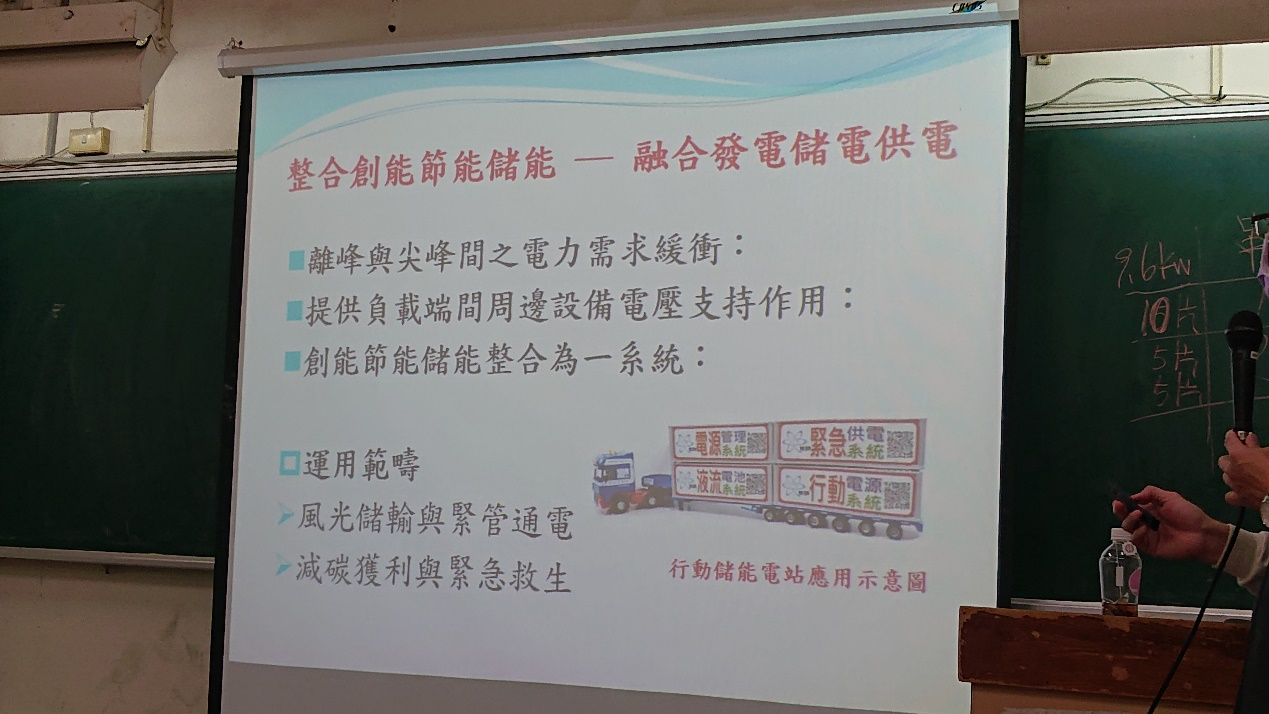 整合創能節能儲能 — 融合發電儲電供電
離峰與尖峰間之電力需求緩衝：
提供負載端間周邊設備電壓支持作用：
創能節能儲能整合為一系統：
運用範疇
風光儲輸與緊管通電
減碳獲利與緊急救生
電源管理系統
緊急供電系統
液流電池系統
行動電源系統
行動儲能電站應用示意圖
9.6kw
10片
5片
5片